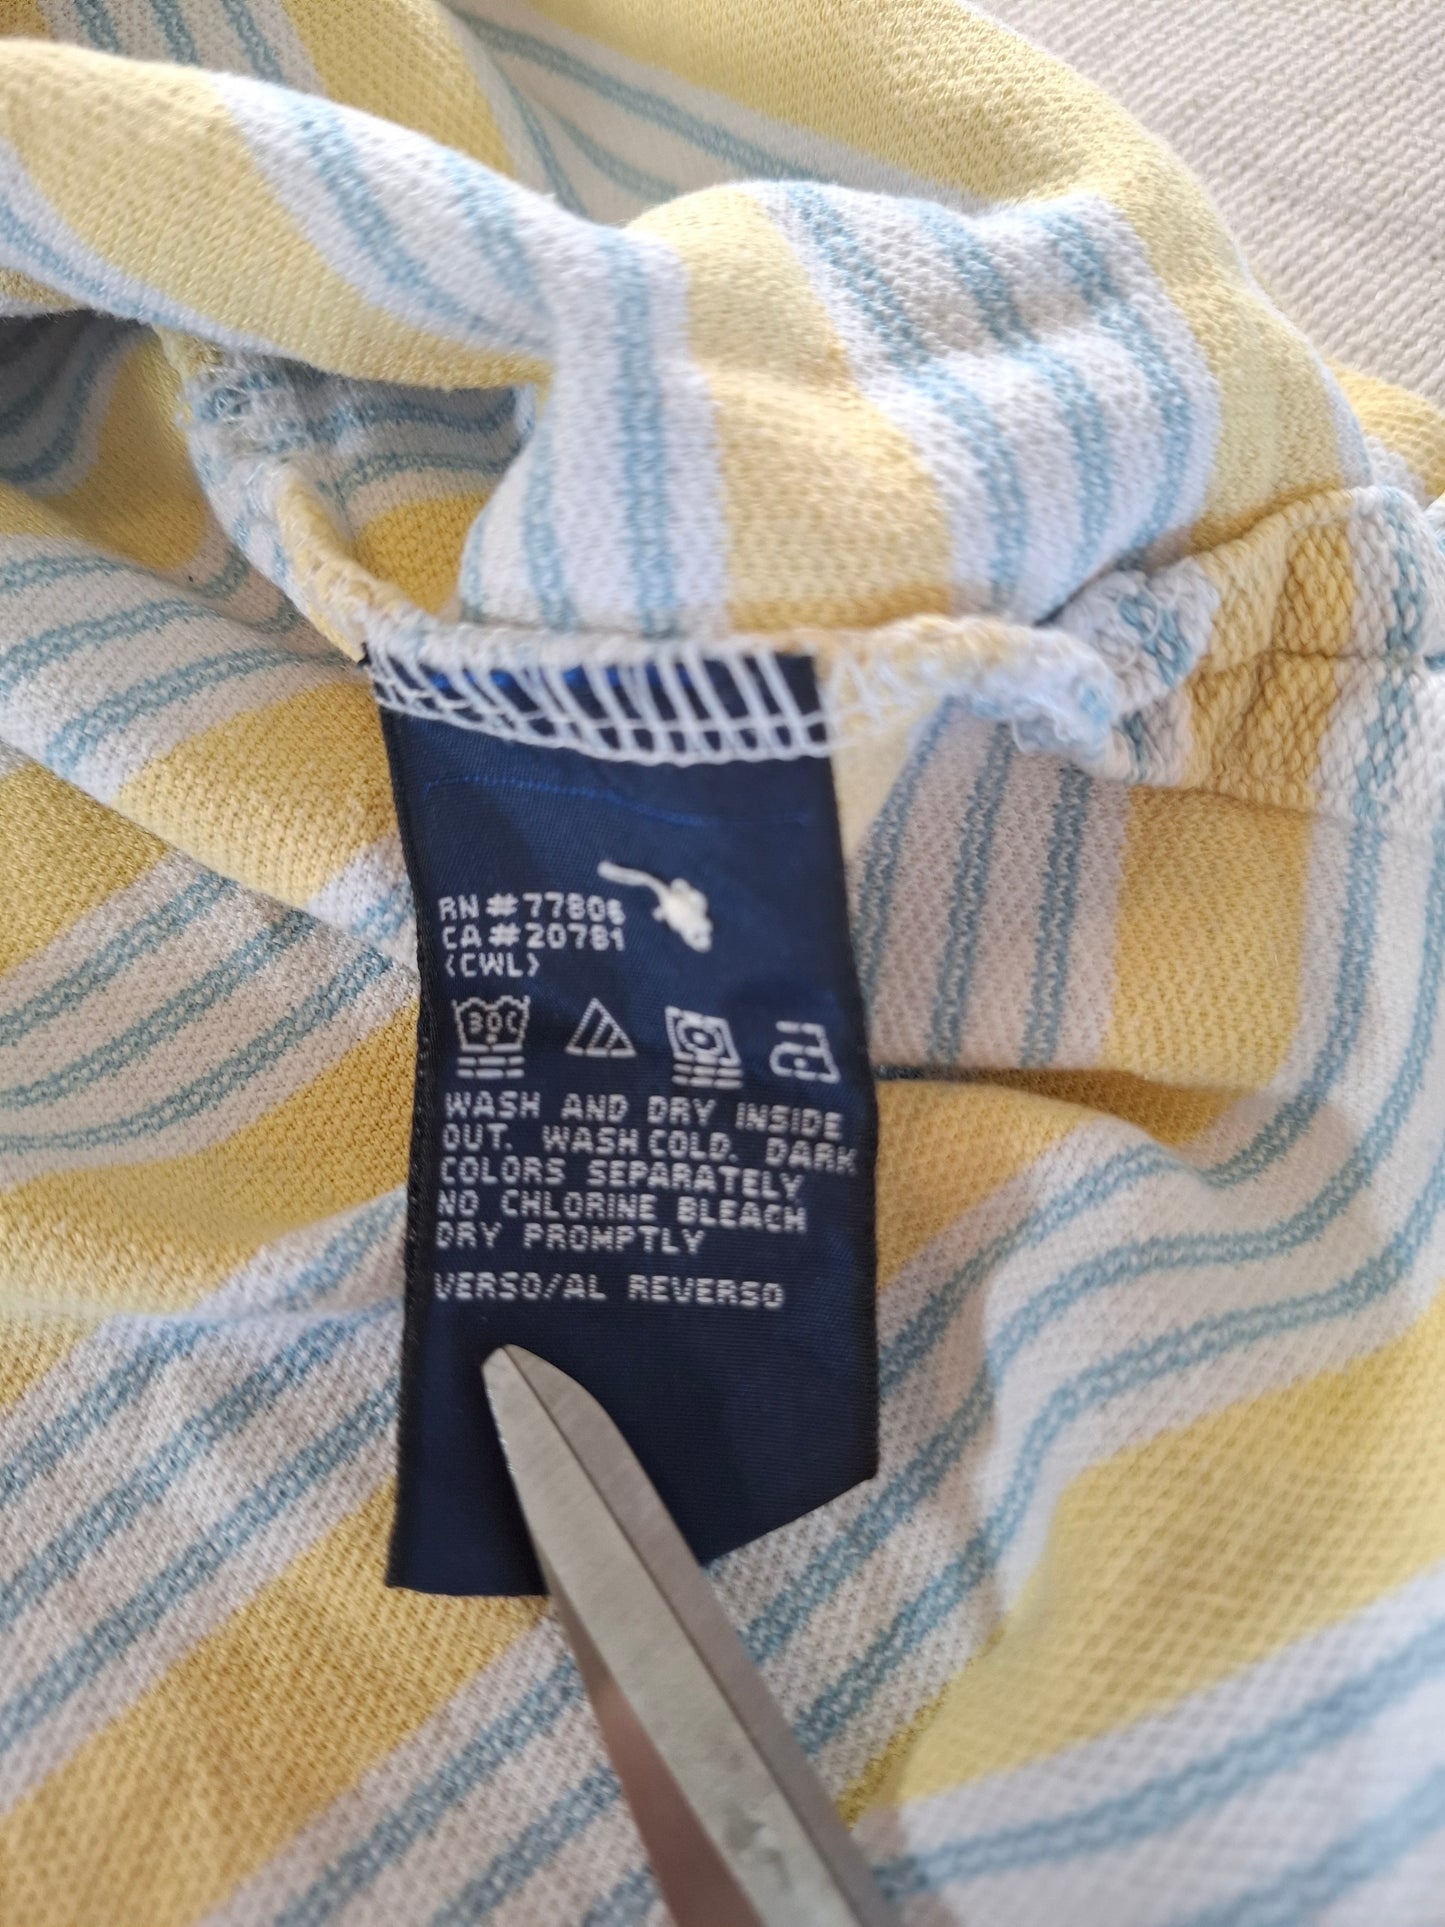 RN # 77806
CA # 20781
(CWL)
30C
WASH AND DRY INSIDE
OUT. WASH COLD. DARK
COLORS SEPARATELY
NO CHLORINE BLEACH
DRY PROMPTLY
VERSO/AL REVERSO